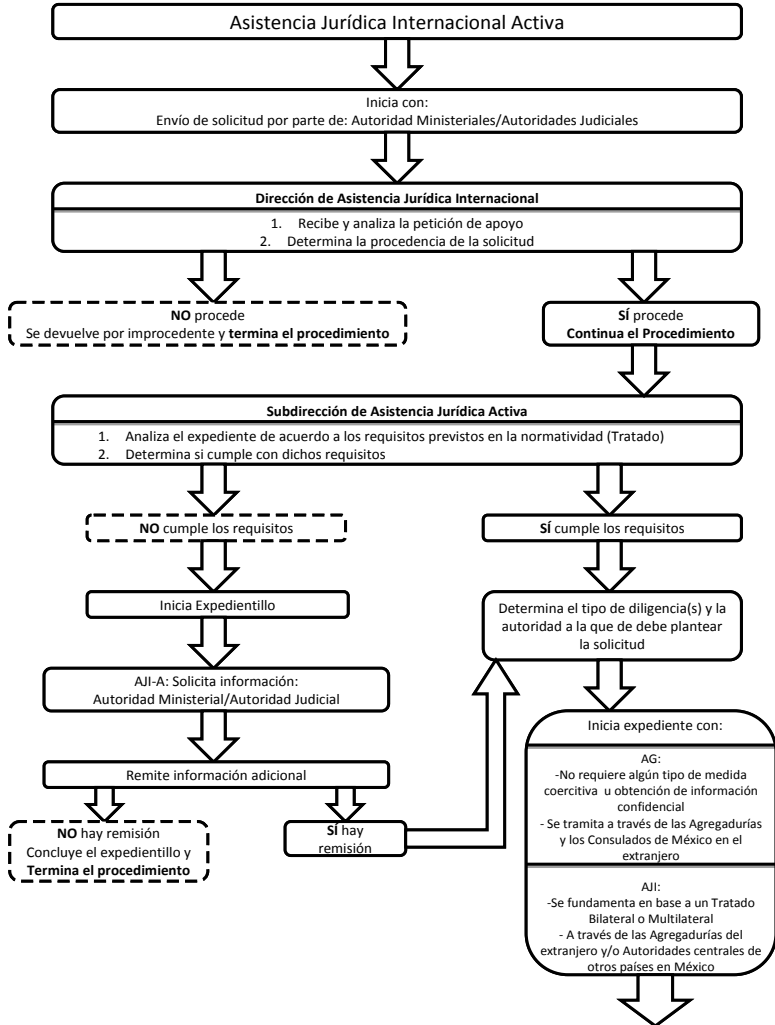 Asistencia Jurídica Internacional Activa
Inicia con:
Envío de solicitud por parte de: Autoridad Ministeriales/Autoridades Judiciales
Dirección de Asistencia Jurídica Internacional
1. Recibe y analiza la petición de apoyo
2. Determina la procedencia de la solicitud
NO procede
Se devuelve por improcedente y termina el procedimiento
SÍ procede
Continua el Procedimiento
Subdirección de Asistencia Jurídica Activa
1. Analiza el expediente de acuerdo a los requisitos previstos en la normatividad (Tratado)
2. Determina si cumple con dichos requisitos
NO cumple los requisitos
SÍ cumple los requisitos
Inicia Expedientillo
Determina el tipo de diligencia(s) y la
autoridad a la que de debe plantear
la solicitud
AJI-A: Solicita información:
Autoridad Ministerial/Autoridad Judicial
Remite información adicional
NO hay remisión
Concluye el expedientillo y
Termina el procedimiento
SÍ hay
remisión
Inicia expediente con:
AG:
-No requiere algún tipo de medida
coercitiva u obtención de información
confidencial
- Se tramita a través de las Agregadurías
y los Consulados de México en el
extranjero
AJI:
-Se fundamenta en base a un Tratado
Bilateral o Multilateral
- A través de las Agregadurías del
extranjero y/o Autoridades centrales de
otros países en México